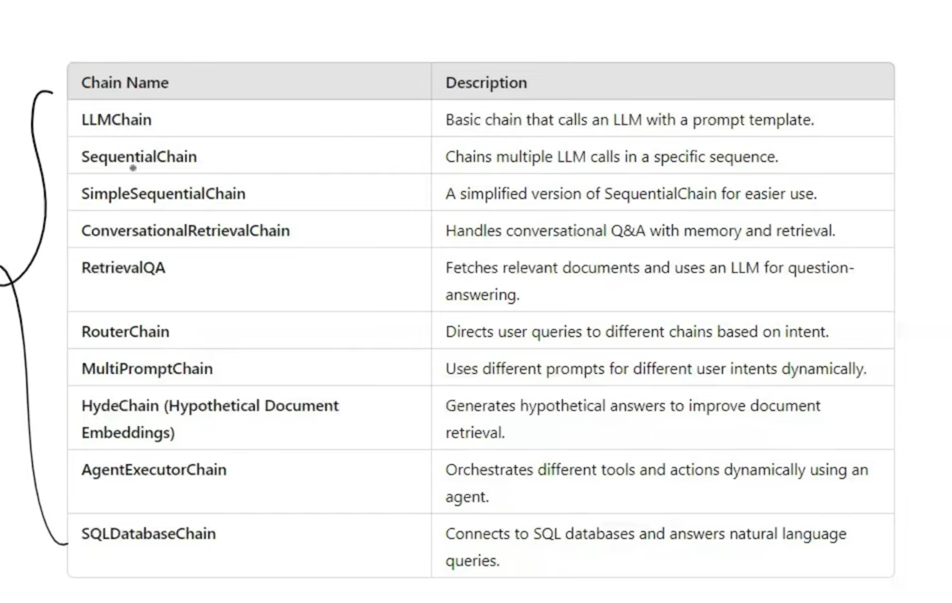 Chain Name Description
LLMChain Basic chain that calls an LLM with a prompt template.
SequentialChain Chains multiple LLM calls in a specific sequence.
SimpleSequentialChain A simplified version of SequentialChain for easier use.
ConversationalRetrievalChain Handles conversational Q&A with memory and retrieval.
RetrievalQA Fetches relevant documents and uses an LLM for question-
answering.
RouterChain Directs user queries to different chains based on intent.
MultiPromptChain Uses different prompts for different user intents dynamically.
HydeChain (Hypothetical Document Generates hypothetical answers to improve document
Embeddings) retrieval.
AgentExecutorChain Orchestrates different tools and actions dynamically using an
agent.
SQLDatabaseChain Connects to SQL databases and answers natural language
queries.